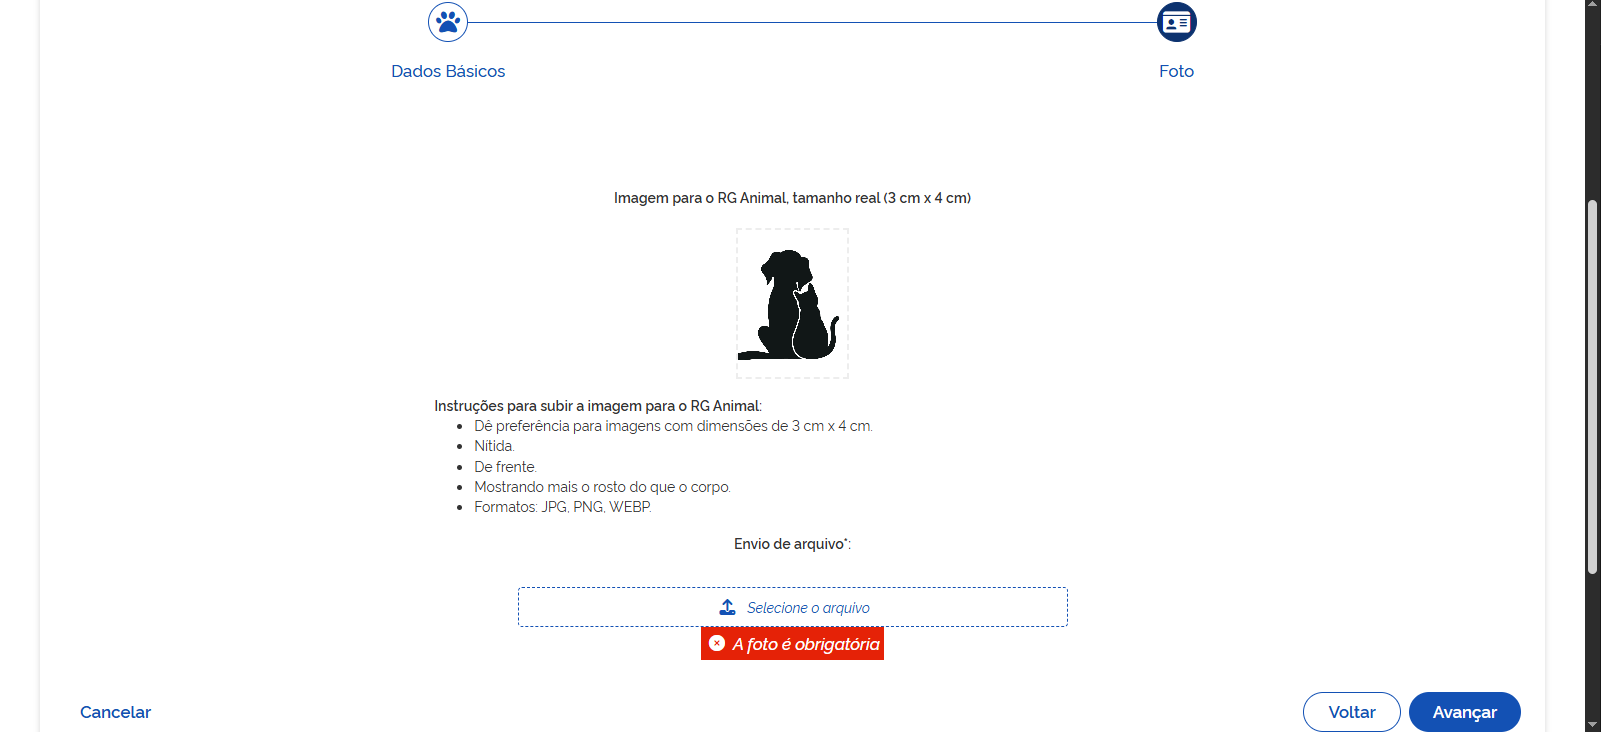 Dados Básicos
Foto
Imagem para o RG Animal, tamanho real (3 cm x 4 cm)
Instruções para subir a imagem para o RG Animal:
Dê preferência para imagens com dimensões de 3 cm x 4 cm.
Nítida.
De frente.
Mostrando mais o rosto do que o corpo.
Formatos: JPG, PNG, WEBP.
Envio de arquivo*:
Selecione o arquivo
A foto é obrigatória
Cancelar
Voltar
Avançar